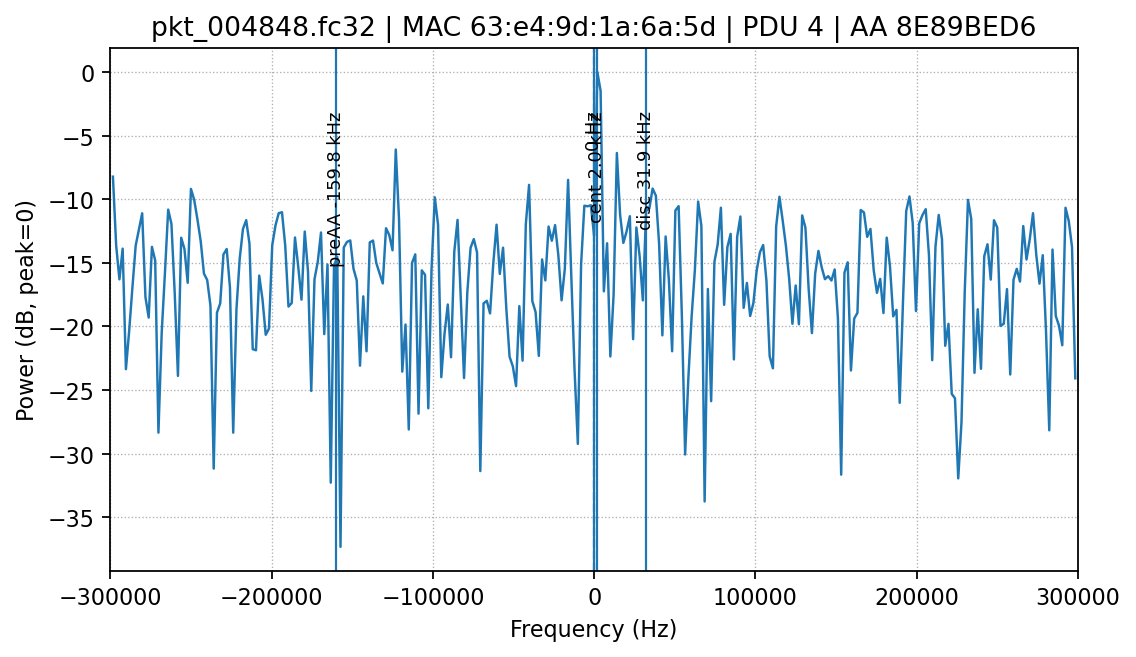 pkt_004848.fc32 | MAC 63:e4:9d:1a:6a:5d | PDU 4 | AA 8E89BED6
Power (dB, peak=0)
0
−5
−10
−15
−20
−25
−30
−35
preAA -159.8 kHz
cent
disc 31.9 kHz
−300000
−200000
−100000
0
100000
200000
300000
Frequency (Hz)